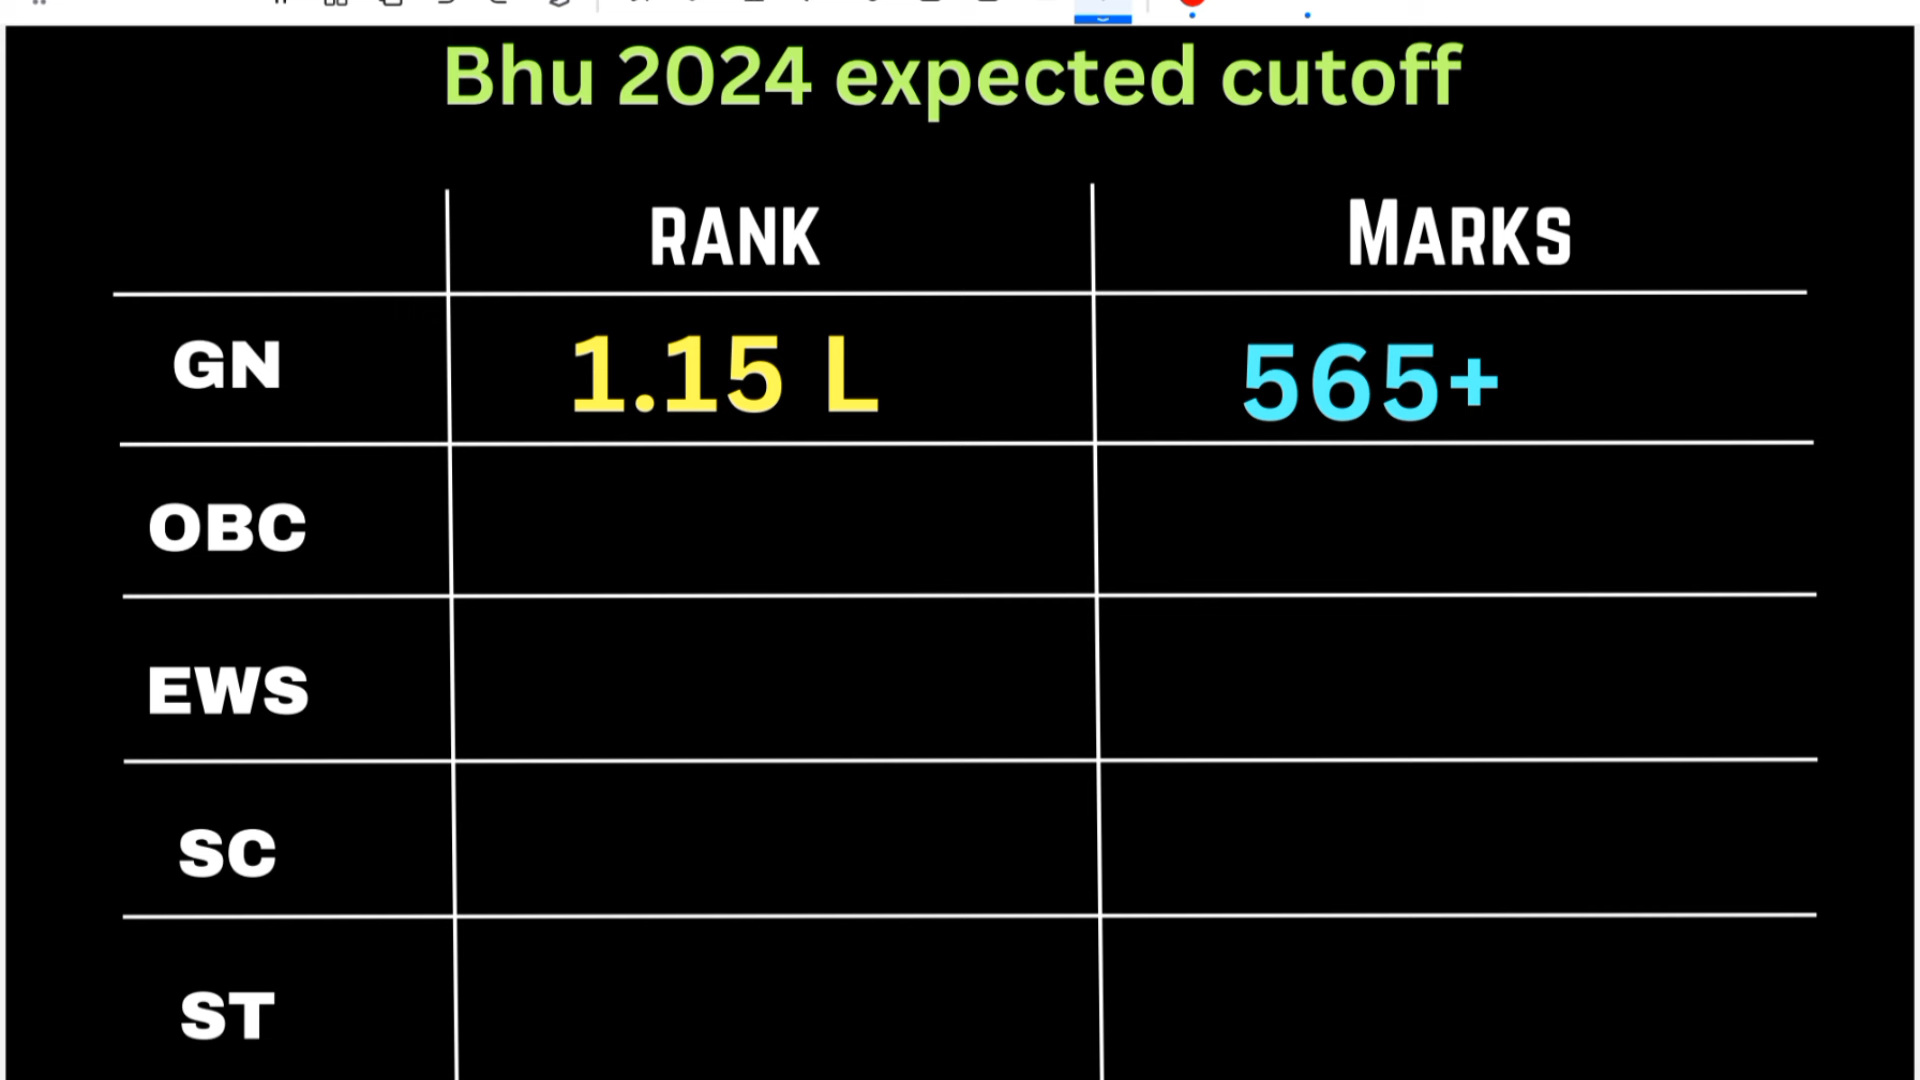 Bhu 2024 expected cutoff
RANK MARKS
GN 1.15 L 565+
OBC
EWS
SC
ST